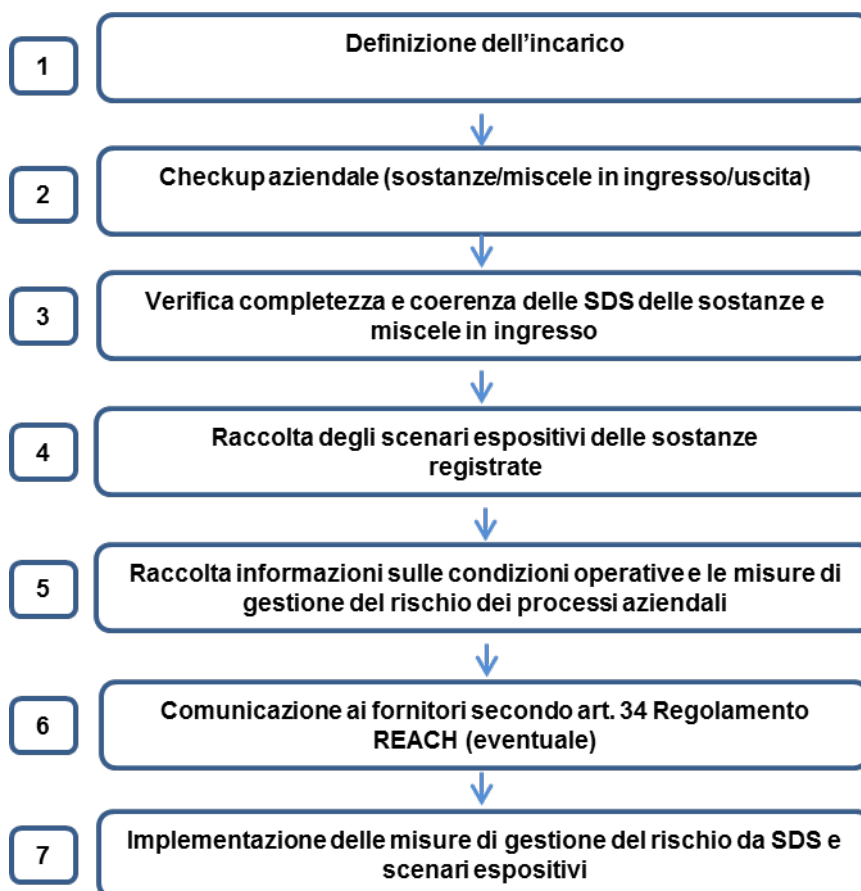 1
Definizione dell'incarico
2
Checkup aziendale (sostanze/miscele in ingresso/uscita)
3
Verifica completezza e coerenza delle SDS delle sostanze e
miscele in ingresso
4
Raccolta degli scenari espositivi delle sostanze
registrate
5
Raccolta informazioni sulle condizioni operative e le misure di
gestione del rischio dei processi aziendali
6
Comunicazione ai fornitori secondo art. 34 Regolamento
REACH (eventuale)
7
Implementazione delle misure di gestione del rischio da SDS e
scenari espositivi